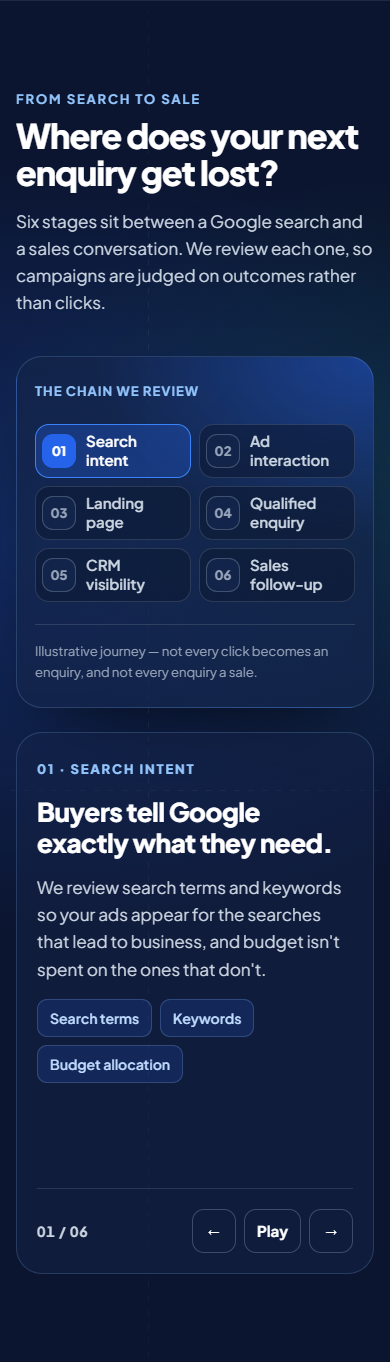 FROM SEARCH TO SALE
Where does your next
enquiry get lost?
Six stages sit between a Google search and
a sales conversation. We review each one, so
campaigns are judged on outcomes rather
than clicks.
THE CHAIN WE REVIEW
01 Search intent
02 Ad interaction
03 Landing page
04 Qualified enquiry
05 CRM visibility
06 Sales follow-up
Illustrative journey — not every click becomes an
enquiry, and not every enquiry a sale.
01 · SEARCH INTENT
Buyers tell Google
exactly what they need.
We review search terms and keywords
so your ads appear for the searches
that lead to business, and budget isn't
spent on the ones that don't.
Search terms
Keywords
Budget allocation
01 / 06
← Play →